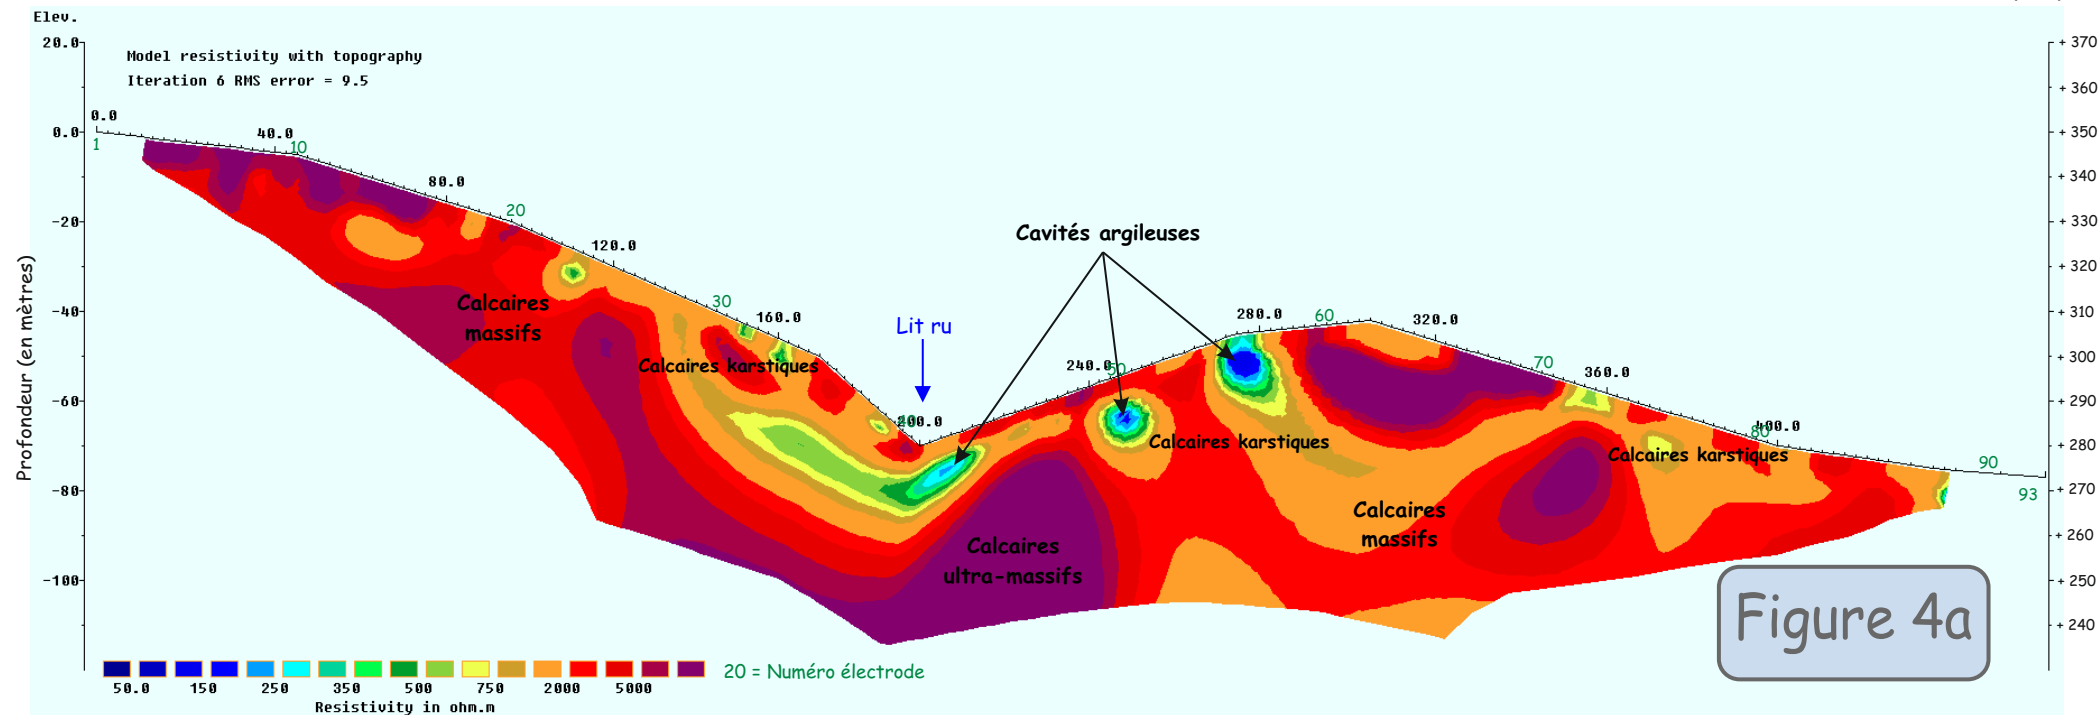 Elev.
20.0
Model resistivity with topography
Iteration 6 RMS error = 9.5
0.0
0.0
1
40.0
10
80.0
20
-20
120.0
Cavités argileuses
Profondeur (en mètres)
Calcaires
massifs
-40
30
160.0
Lit ru
280.0
60
320.0
Calcaires karstiques
240.0
50
70
360.0
-60
40
200.0
80
400.0
Calcaires karstiques
Calcaires karstiques
90
93
-80
Calcaires
massifs
Calcaires
ultra-massifs
-100
+ 370
+ 360
+ 350
+ 340
+ 330
+ 320
+ 310
+ 300
+ 290
+ 280
+ 270
+ 260
+ 250
+ 240
Figure 4a
20 = Numéro électrode
50.0 150 250 350 500 750 2000 5000
Resistivity in ohm.m